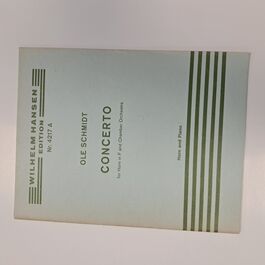 WILHELM HANSEN
EDITION
Nr. 4217 A
OLE SCHMIDT
CONCERTO
for Horn in F and Chamber Orchestra
Horn and Piano